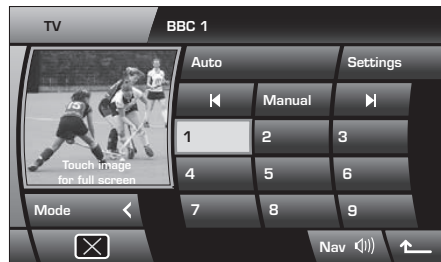 TV BBC 1
Auto Settings
Manual
1 2 3
Touch image
for full screen
4 5 6
Mode 7 8 9
Nav